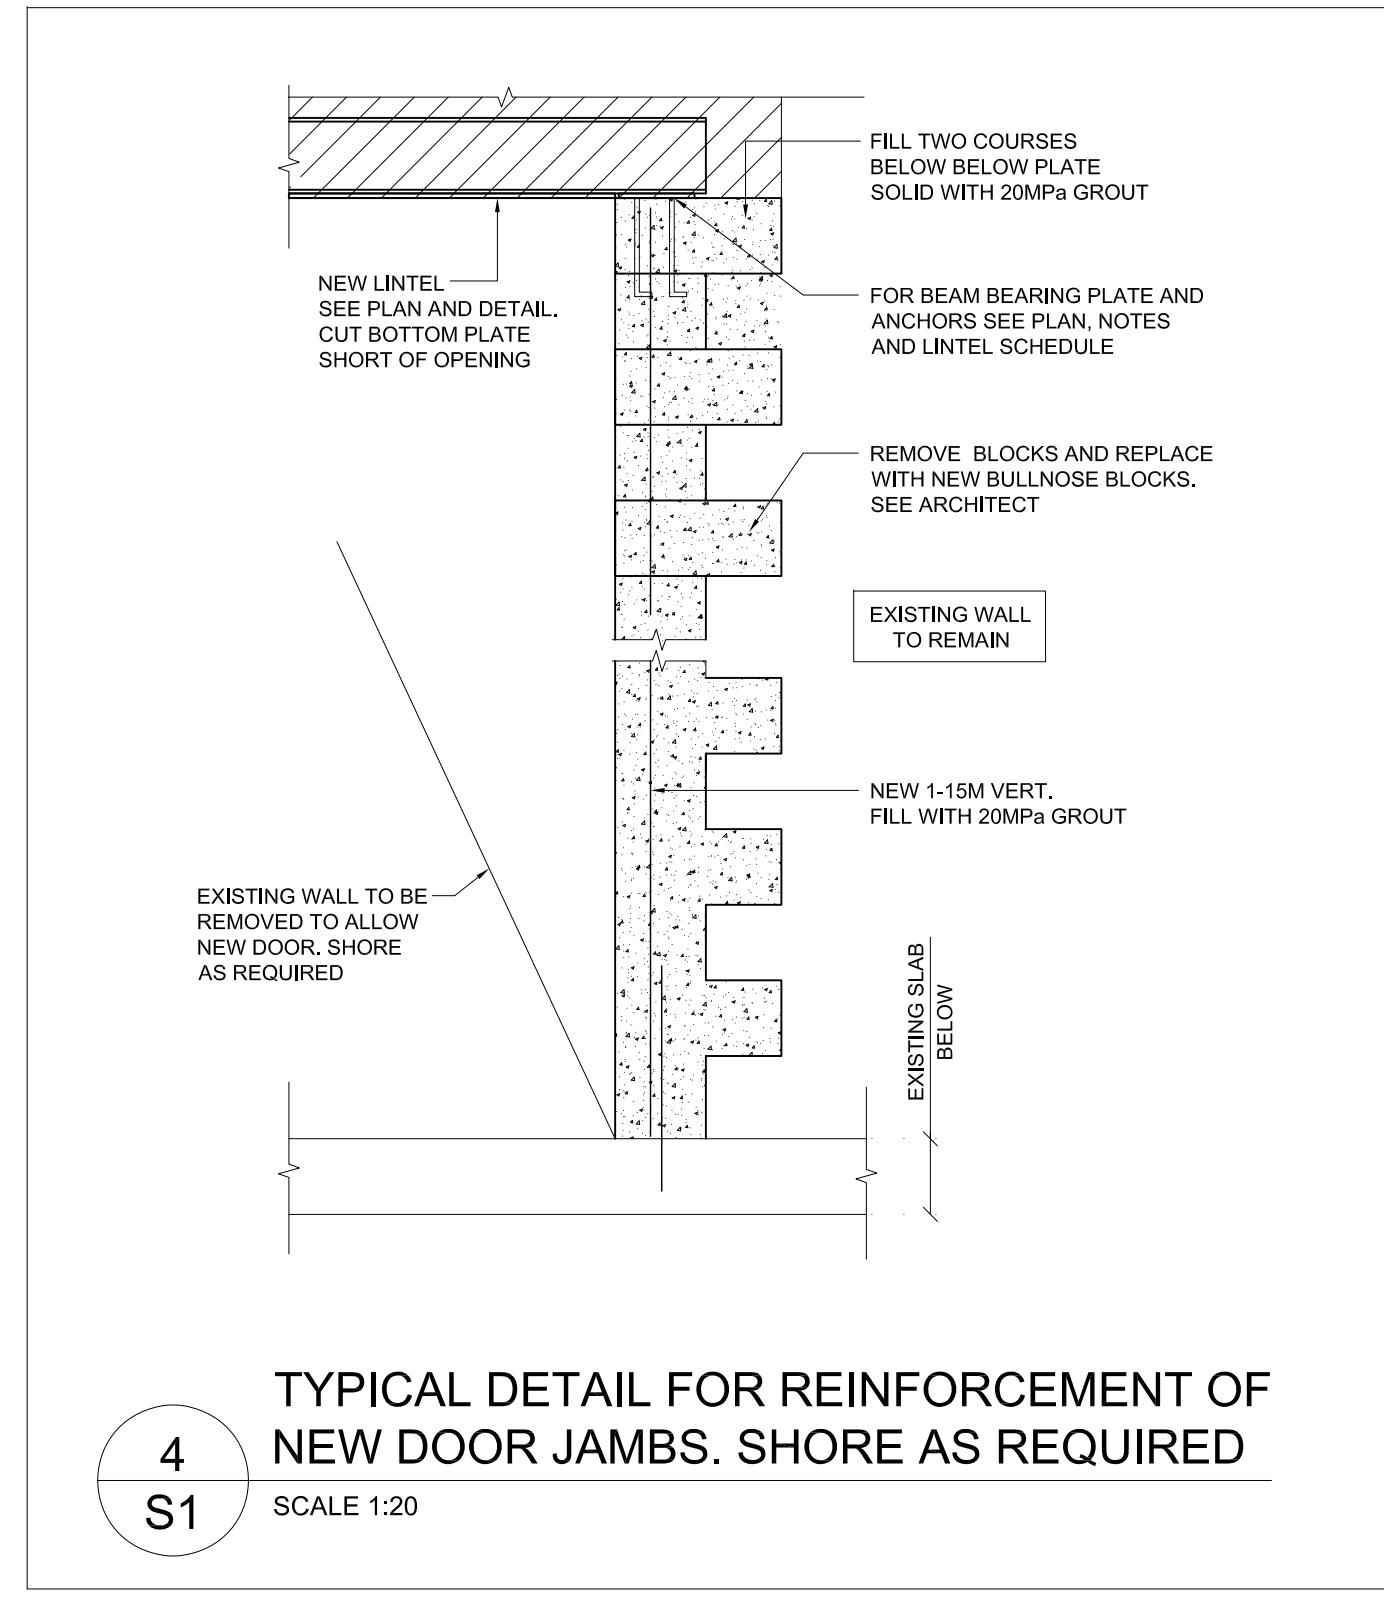 FILL TWO COURSES
BELOW BELOW PLATE
SOLID WITH 20MPa GROUT
NEW LINTEL
SEE PLAN AND DETAIL.
CUT BOTTOM PLATE
SHORT OF OPENING
FOR BEAM BEARING PLATE AND
ANCHORS SEE PLAN, NOTES
AND LINTEL SCHEDULE
REMOVE BLOCKS AND REPLACE
WITH NEW BULLNOSE BLOCKS.
SEE ARCHITECT
EXISTING WALL
TO REMAIN
NEW 1-15M VERT.
FILL WITH 20MPa GROUT
EXISTING WALL TO BE
REMOVED TO ALLOW
NEW DOOR. SHORE
AS REQUIRED
EXISTING SLAB
BELOW
TYPICAL DETAIL FOR REINFORCEMENT OF
NEW DOOR JAMBS. SHORE AS REQUIRED
4
S1
SCALE 1:20